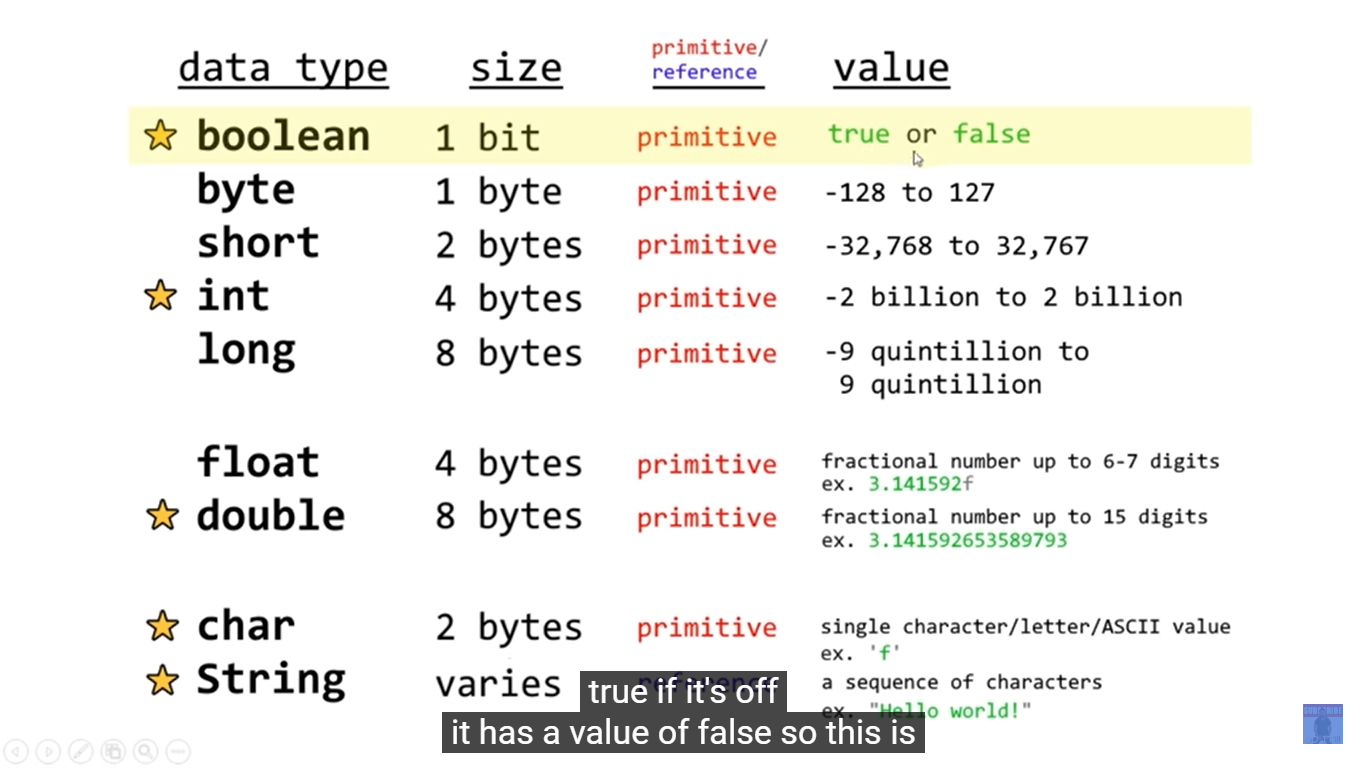 data type size primitive/ value
reference
boolean 1 bit primitive true or false
byte 1 byte primitive -128 to 127
short 2 bytes primitive -32,768 to 32,767
int 4 bytes primitive -2 billion to 2 billion
long 8 bytes primitive -9 quintillion to
9 quintillion
float 4 bytes primitive fractional number up to 6-7 digits
ex. 3.141592f
double 8 bytes primitive fractional number up to 15 digits
ex. 3.141592653589793
char 2 bytes primitive single character/letter/ASCII value
ex. 'f'
String varies reference a sequence of characters
ex. "Hello world!"
true if it's off
it has a value of false so this is